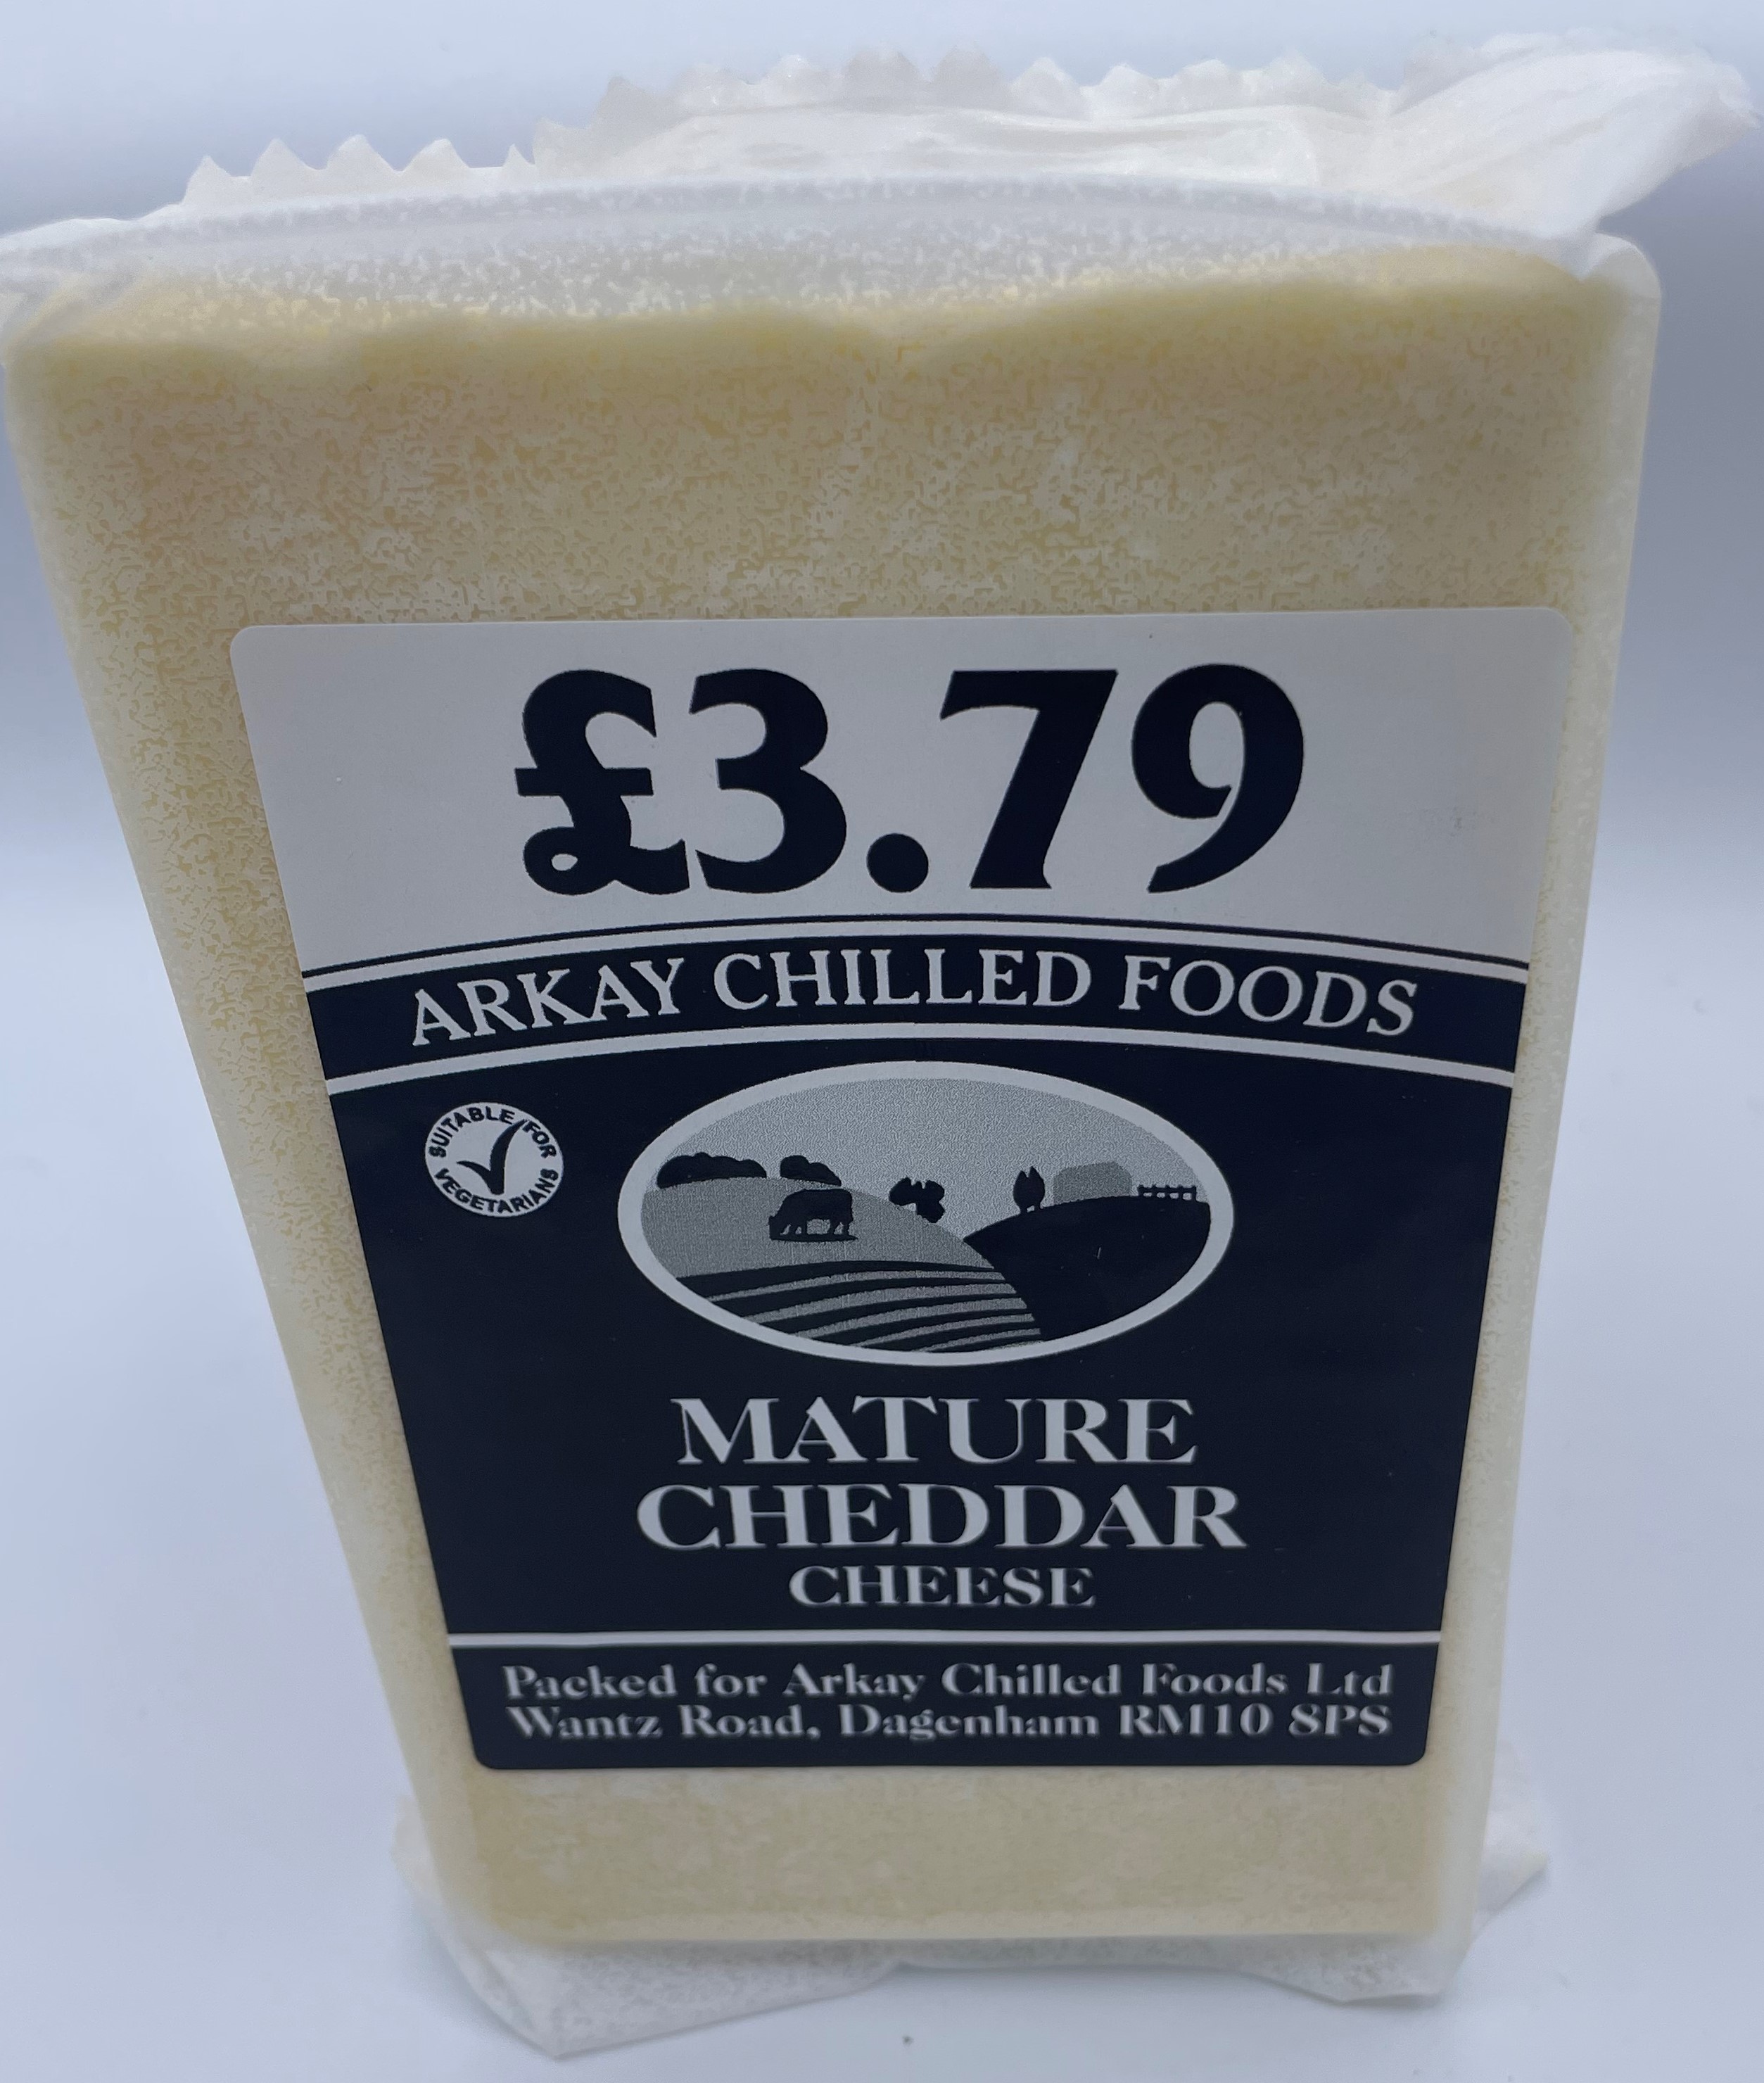 £3.79
ARKAY CHILLED FOODS
SUITABLE FOR
VEGETARIANS
MATURE
CHEDDAR
CHEESE
Packed for Arkay Chilled Foods Ltd
Wantz Road, Dagenham RM10 8PS